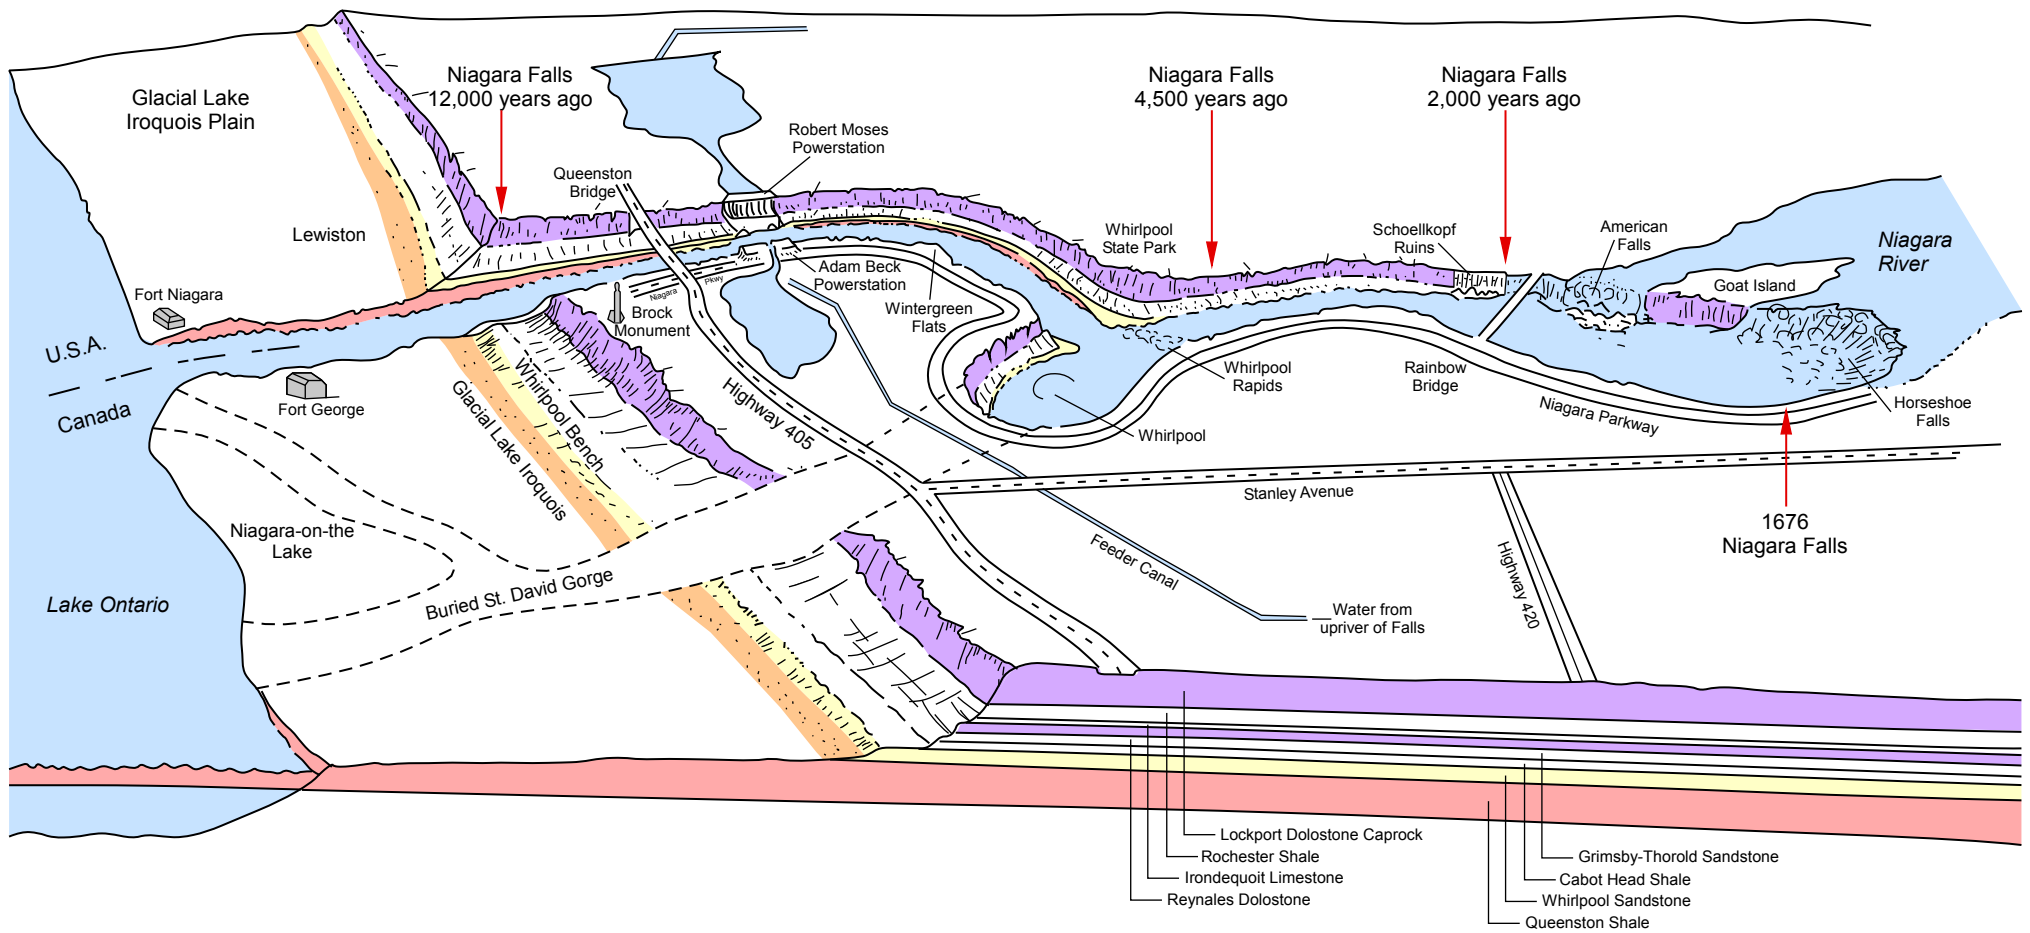 Niagara Falls
12,000 years ago
Niagara Falls
4,500 years ago
Niagara Falls
2,000 years ago
Glacial Lake
Iroquois Plain
Robert Moses
Powerstation
Queenston
Bridge
Lewiston
Whirlpool
State Park
Schoellkopf
Ruins
American
Falls
Niagara
River
Goat Island
Fort Niagara
Niagara
Pkwy
Adam Beck
Powerstation
Brock
Monument
Wintergreen
Flats
U.S.A.
Canada
Fort George
Whirlpool
Rapids
Rainbow
Bridge
Niagara Parkway
Horseshoe
Falls
Whirlpool
Highway 405
Whirlpool Bench
Glacial Lake Iroquois
Stanley Avenue
1676
Niagara Falls
Niagara-on-the
Lake
Feeder Canal
Highway 420
Buried St. David Gorge
Lake Ontario
Water from
upriver of Falls
Lockport Dolostone Caprock
Rochester Shale
Irondequoit Limestone
Reynales Dolostone
Grimsby-Thorold Sandstone
Cabot Head Shale
Whirlpool Sandstone
Queenston Shale